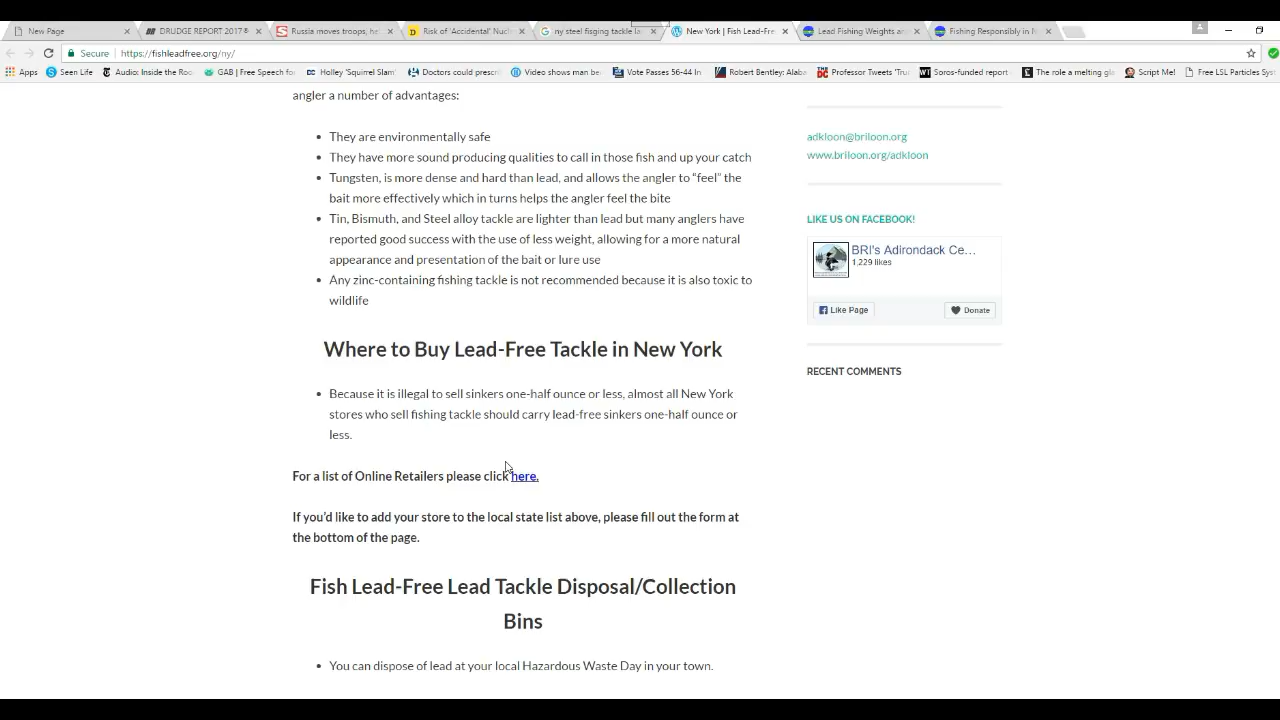 New Page
DRUDGE REPORT 2017®
Russia moves troops, he
Risk of 'Accidental' Nucl
ny steel fisging tackle la
New York | Fish Lead-Fre
Lead Fishing Weights an
Fishing Responsibly in N
Secure
https://fishleadfree.org/ny/
Apps
Seen Life
Audio: Inside the Roo
GAB | Free Speech fo
Holley 'Squirrel Slam'
Doctors could prescri
Video shows man be
Vote Passes 56-44 In
Robert Bentley: Alaba
Professor Tweets 'Tru
Soros-funded report
The role a melting gl
Script Me!
Free LSL Particles Syst
angler a number of advantages:
They are environmentally safe
They have more sound producing qualities to call in those fish and up your catch
Tungsten, is more dense and hard than lead, and allows the angler to “feel” the
bait more effectively which in turns helps the angler feel the bite
Tin, Bismuth, and Steel alloy tackle are lighter than lead but many anglers have
reported good success with the use of less weight, allowing for a more natural
appearance and presentation of the bait or lure use
Any zinc-containing fishing tackle is not recommended because it is also toxic to
wildlife
Where to Buy Lead-Free Tackle in New York
Because it is illegal to sell sinkers one-half ounce or less, almost all New York
stores who sell fishing tackle should carry lead-free sinkers one-half ounce or
less.
For a list of Online Retailers please click here.
If you’d like to add your store to the local state list above, please fill out the form at
the bottom of the page.
Fish Lead-Free Lead Tackle Disposal/Collection
Bins
You can dispose of lead at your local Hazardous Waste Day in your town.
adkloon@briloon.org
www.briloon.org/adkloon
LIKE US ON FACEBOOK!
BRI's Adirondack Ce...
1,229 likes
Like Page
Donate
RECENT COMMENTS